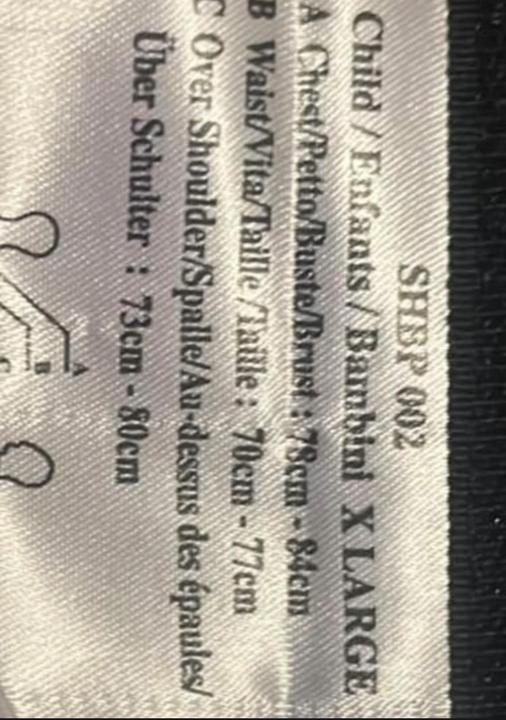 SHBP 002
Child / Enfants / Bambini X LARGE
A Chest/Petto/Buste/Brust : 78cm - 84cm
B Waist/Vita/Taille /Taille : 70cm - 77cm
C Over Shoulder/Spalle/Au-dessus des épaules/
Über Schulter : 73cm - 80cm
A
B
C